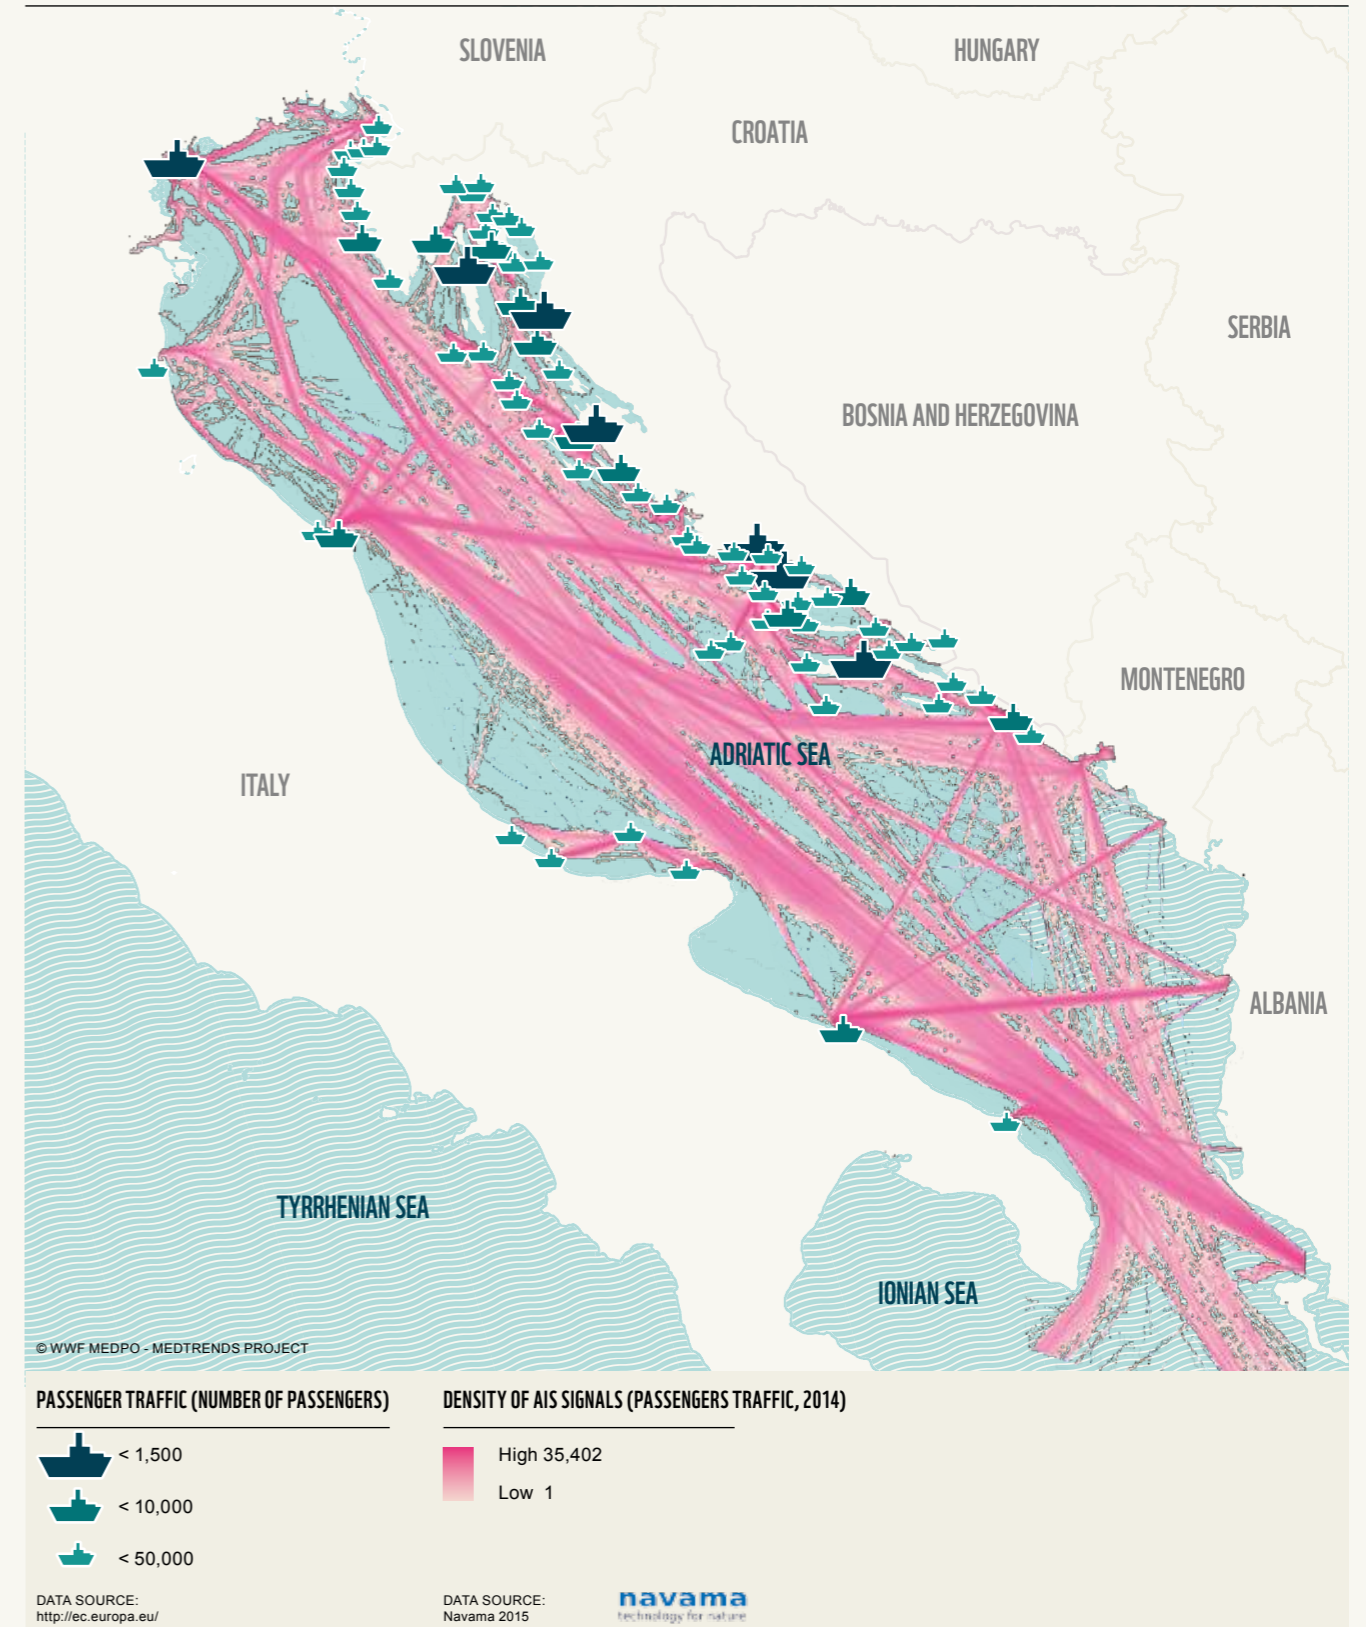 SLOVENIA
HUNGARY
CROATIA
SERBIA
BOSNIA AND HERZEGOVINA
MONTENEGRO
ADRIATIC SEA
ITALY
ALBANIA
TYRRHENIAN SEA
IONIAN SEA
© WWF MEDPO - MEDTRENDS PROJECT
PASSENGER TRAFFIC (NUMBER OF PASSENGERS)
< 1,500
< 10,000
< 50,000
DATA SOURCE:
http://ec.europa.eu/
DENSITY OF AIS SIGNALS (PASSENGERS TRAFFIC, 2014)
High 35,402
Low 1
DATA SOURCE:
Navama 2015
navama
technology for nature